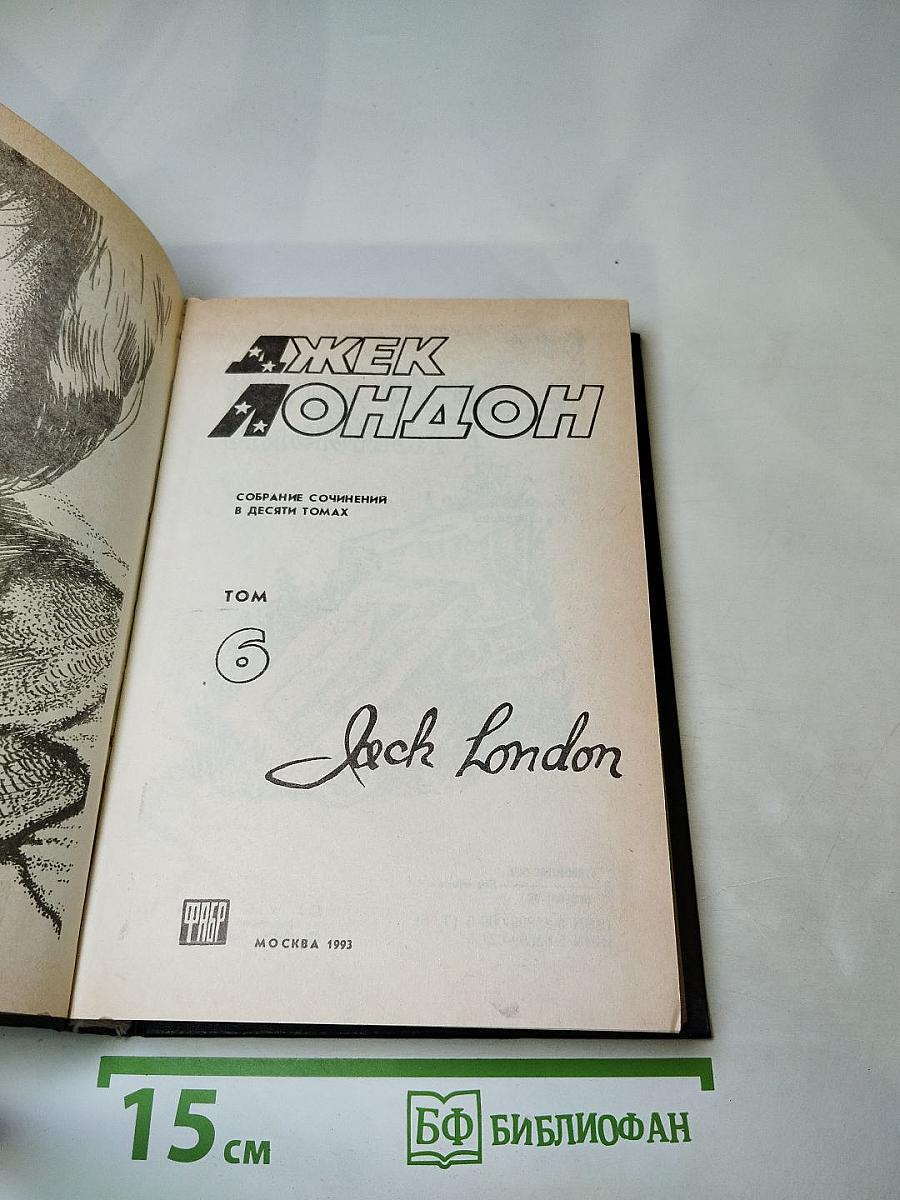 ДЖЕК
ЛОНДОН
СОБРАНИЕ СОЧИНЕНИЙ
В ДЕСЯТИ ТОМАХ
ТОМ
6
Jack London
ФАБР
МОСКВА 1993
15 см
БФ БИБЛИОФАН